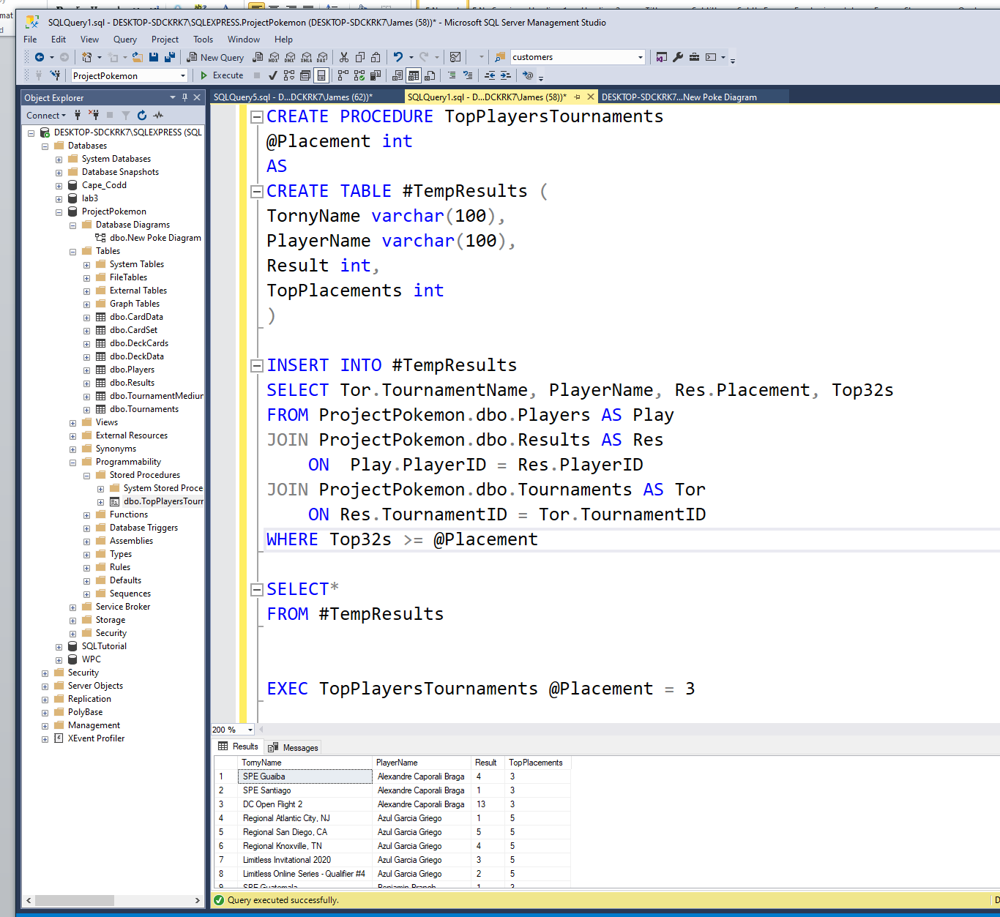 SQLQuery1.sql - DESKTOP-SDCKRK7\SQLEXPRESS.ProjectPokemon (DESKTOP-SDCKRK7\James (58))* - Microsoft SQL Server Management Studio
File Edit View Query Project Tools Window Help
New Query MDX DMX XMLA DAX customers
ProjectPokemon Execute
Object Explorer
Connect
DESKTOP-SDCKRK7\SQLEXPRESS (SQL
Databases
System Databases
Database Snapshots
Cape_Codd
lab3
ProjectPokemon
Database Diagrams
dbo.New Poke Diagram
Tables
System Tables
FileTables
External Tables
Graph Tables
dbo.CardData
dbo.CardSet
dbo.DeckCards
dbo.DeckData
dbo.Players
dbo.Results
dbo.TournamentMediun
dbo.Tournaments
Views
External Resources
Synonyms
Programmability
Stored Procedures
System Stored Proce
dbo.TopPlayersTourr
Functions
Database Triggers
Assemblies
Types
Rules
Defaults
Sequences
Service Broker
Storage
Security
SQLTutorial
WPC
Security
Server Objects
Replication
PolyBase
Management
XEvent Profiler
SQLQuery5.sql - D...DCKRK7\James (62))* SQLQuery1.sql - D...DCKRK7\James (58))* DESKTOP-SDCKRK7...New Poke Diagram
CREATE PROCEDURE TopPlayersTournaments
@Placement int
AS
CREATE TABLE #TempResults (
TornyName varchar(100),
PlayerName varchar(100),
Result int,
TopPlacements int
)
INSERT INTO #TempResults
SELECT Tor.TournamentName, PlayerName, Res.Placement, Top32s
FROM ProjectPokemon.dbo.Players AS Play
JOIN ProjectPokemon.dbo.Results AS Res
ON  Play.PlayerID = Res.PlayerID
JOIN ProjectPokemon.dbo.Tournaments AS Tor
ON Res.TournamentID = Tor.TournamentID
WHERE Top32s >= @Placement
SELECT*
FROM #TempResults
EXEC TopPlayersTournaments @Placement = 3
200 %
Results Messages
TornyName PlayerName Result TopPlacements
1 SPE Guaiba Alexandre Caporali Braga 4 3
2 SPE Santiago Alexandre Caporali Braga 1 3
3 DC Open Flight 2 Alexandre Caporali Braga 13 3
4 Regional Atlantic City, NJ Azul Garcia Griego 1 5
5 Regional San Diego, CA Azul Garcia Griego 5 5
6 Regional Knoxville, TN Azul Garcia Griego 4 5
7 Limitless Invitational 2020 Azul Garcia Griego 3 5
8 Limitless Online Series - Qualifier #4 Azul Garcia Griego 2 5
9 SPE Guatemala
Query executed successfully.